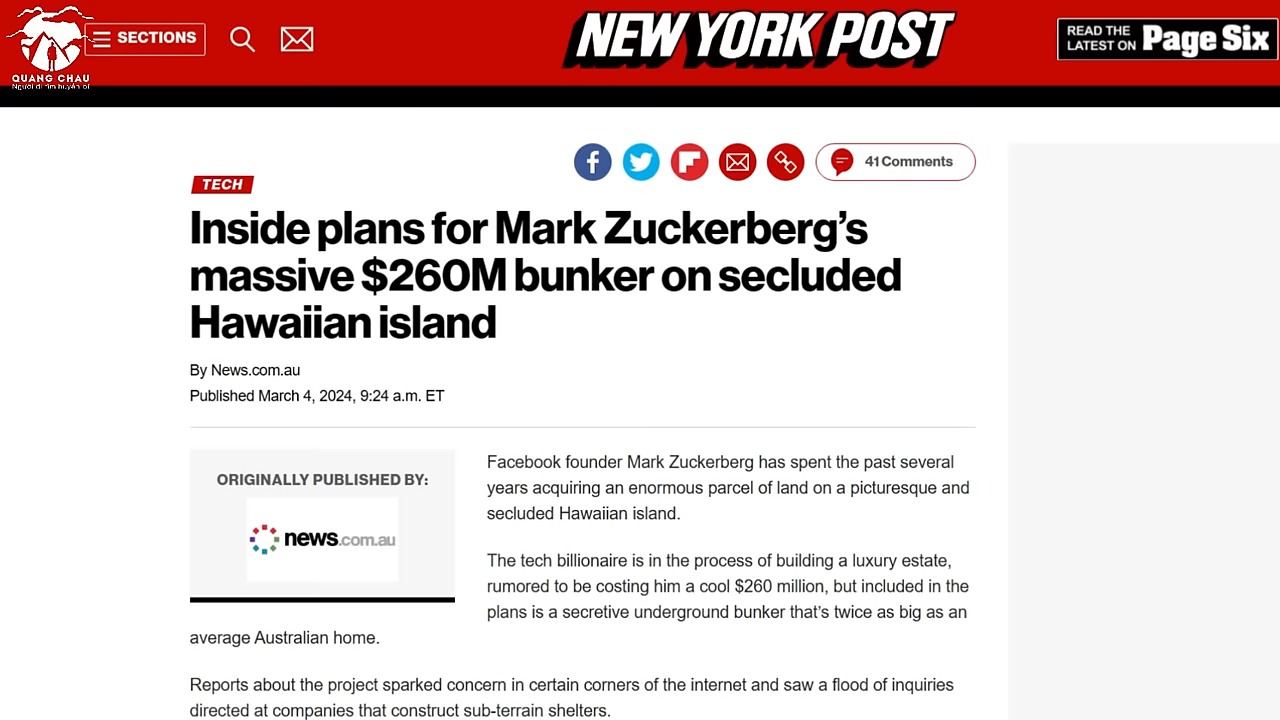 SECTIONS
NEW YORK POST
READ THE
LATEST ON
Page Six
QUANG CHAU
Người đi tìm huyền bí
41 Comments
TECH
Inside plans for Mark Zuckerberg’s
massive $260M bunker on secluded
Hawaiian island
By News.com.au
Published March 4, 2024, 9:24 a.m. ET
ORIGINALLY PUBLISHED BY:
news.com.au
Facebook founder Mark Zuckerberg has spent the past several
years acquiring an enormous parcel of land on a picturesque and
secluded Hawaiian island.
The tech billionaire is in the process of building a luxury estate,
rumored to be costing him a cool $260 million, but included in the
plans is a secretive underground bunker that’s twice as big as an
average Australian home.
Reports about the project sparked concern in certain corners of the internet and saw a flood of inquiries
directed at companies that construct sub-terrain shelters.